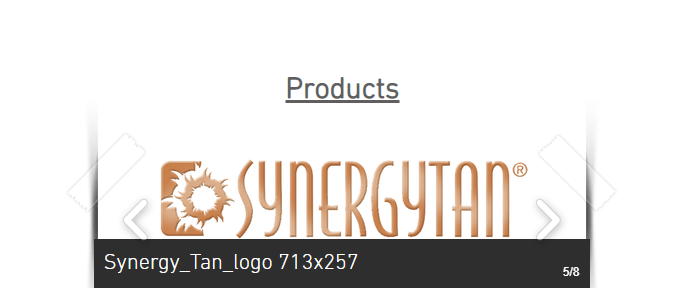 Products
SYNERGYTAN®
Synergy_Tan_logo 713x257
5/8